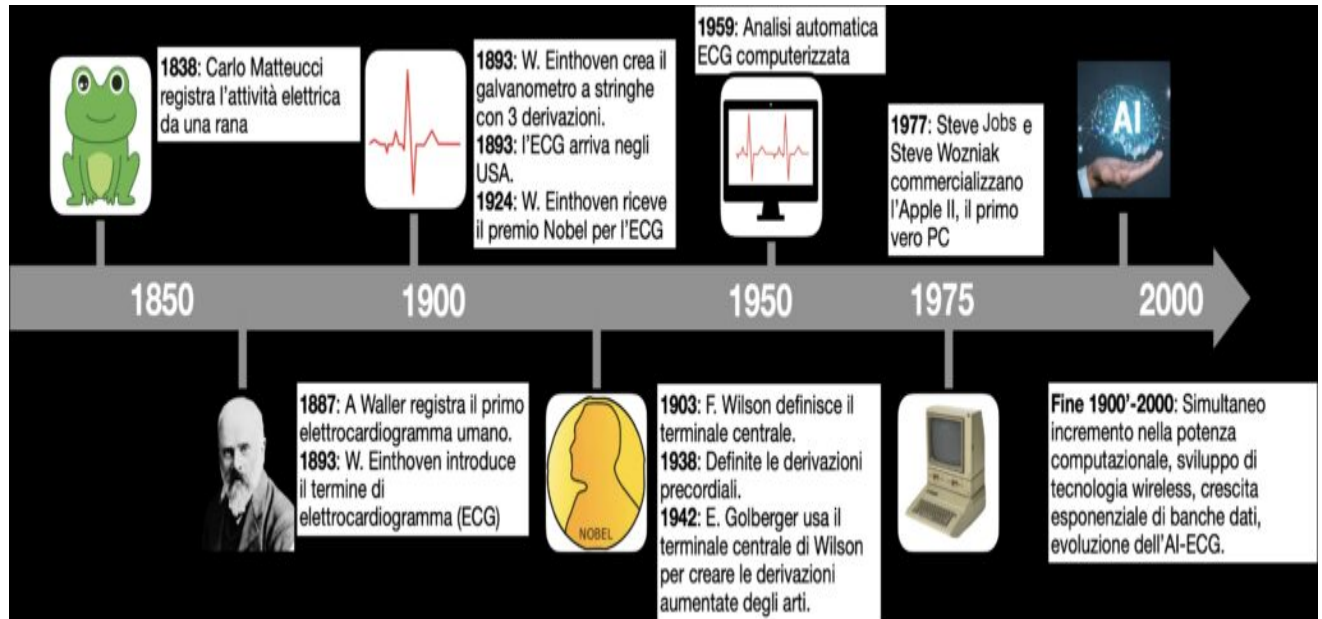 1838: Carlo Matteucci
registra l'attività elettrica
da una rana
1893: W. Einthoven crea il
galvanometro a stringhe
con 3 derivazioni.
1893: l'ECG arriva negli
USA.
1924: W. Einthoven riceve
il premio Nobel per l'ECG
1959: Analisi automatica
ECG computerizzata
1977: Steve Jobs e
Steve Wozniak
commercializzano
l'Apple II, il primo
vero PC
AI
1850
1900
1950
1975
2000
1887: A Waller registra il primo
elettrocardiogramma umano.
1893: W. Einthoven introduce
il termine di
elettrocardiogramma (ECG)
NOBEL
1903: F. Wilson definisce il
terminale centrale.
1938: Definite le derivazioni
precordiali.
1942: E. Golberger usa il
terminale centrale di Wilson
per creare le derivazioni
aumentate degli arti.
Fine 1900'-2000: Simultaneo
incremento nella potenza
computazionale, sviluppo di
tecnologia wireless, crescita
esponenziale di banche dati,
evoluzione dell'AI-ECG.